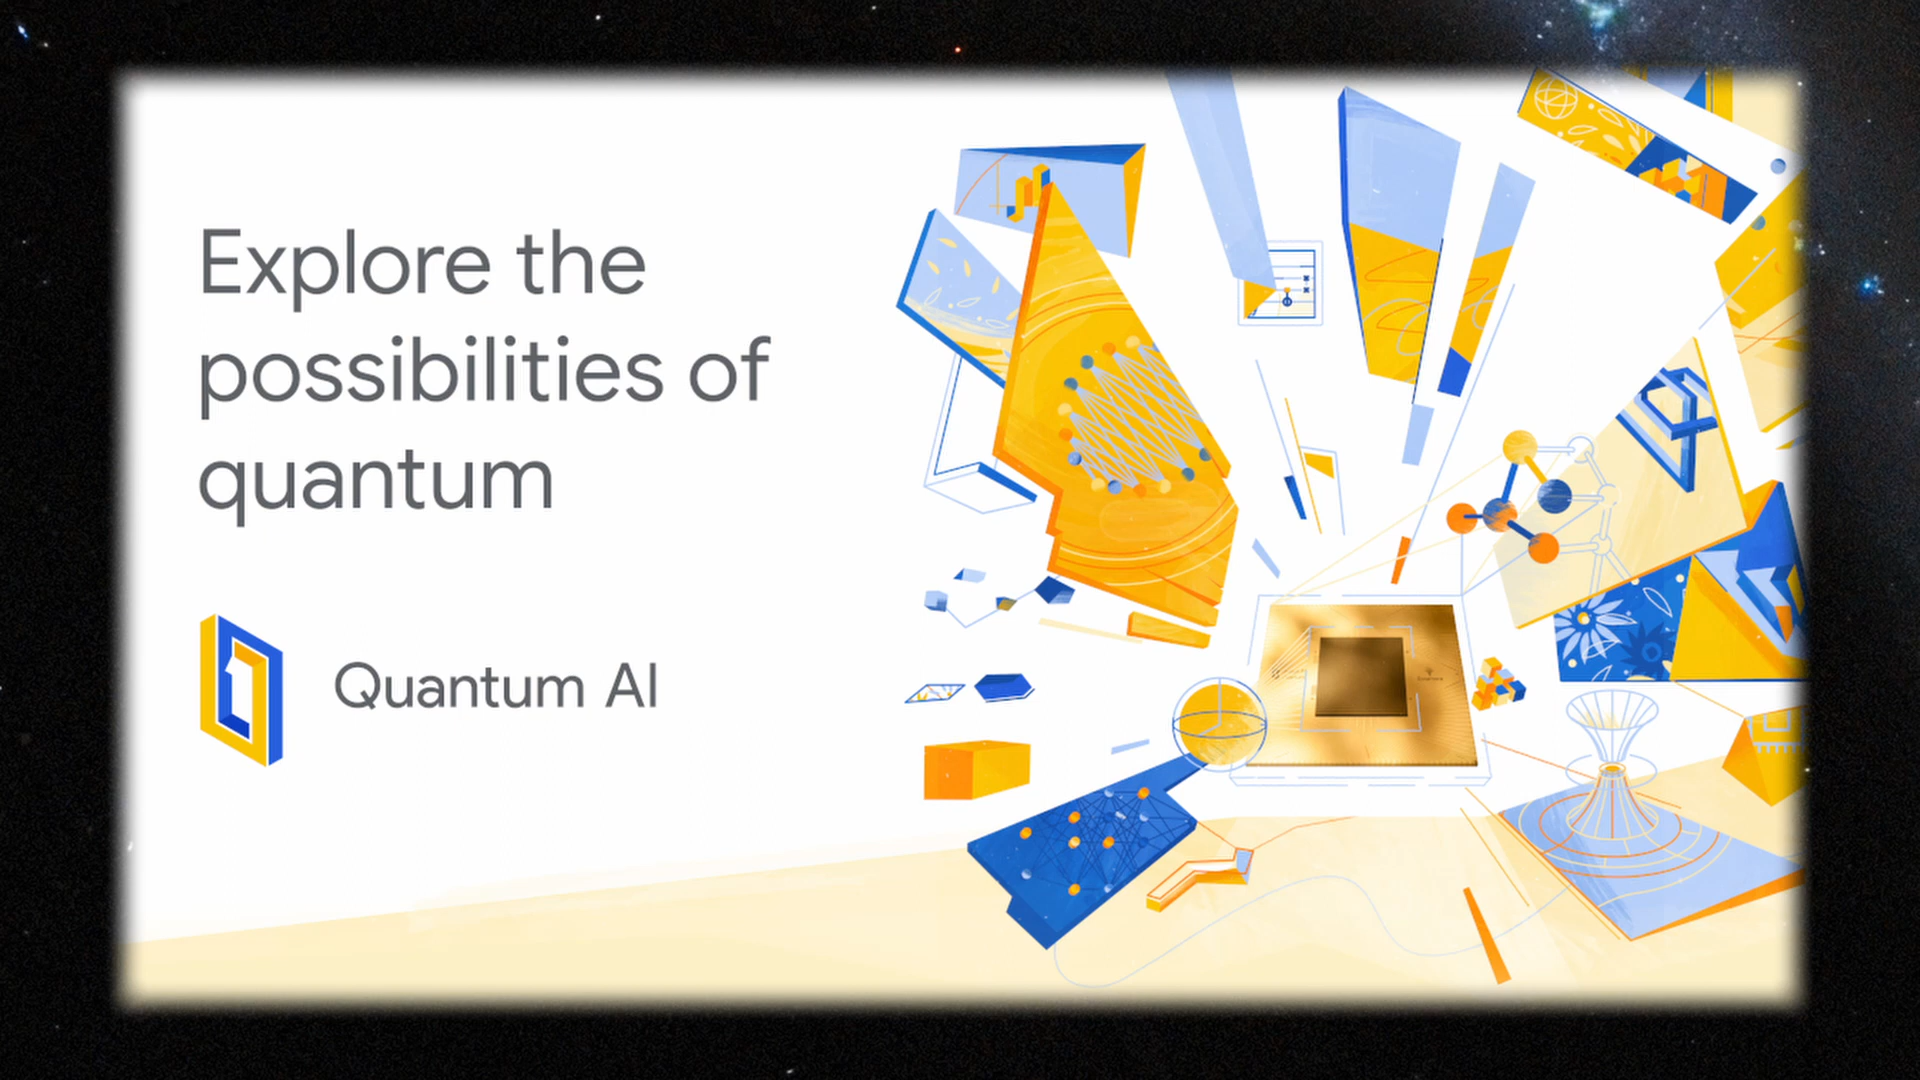 Explore the
possibilities of
quantum
Quantum AI